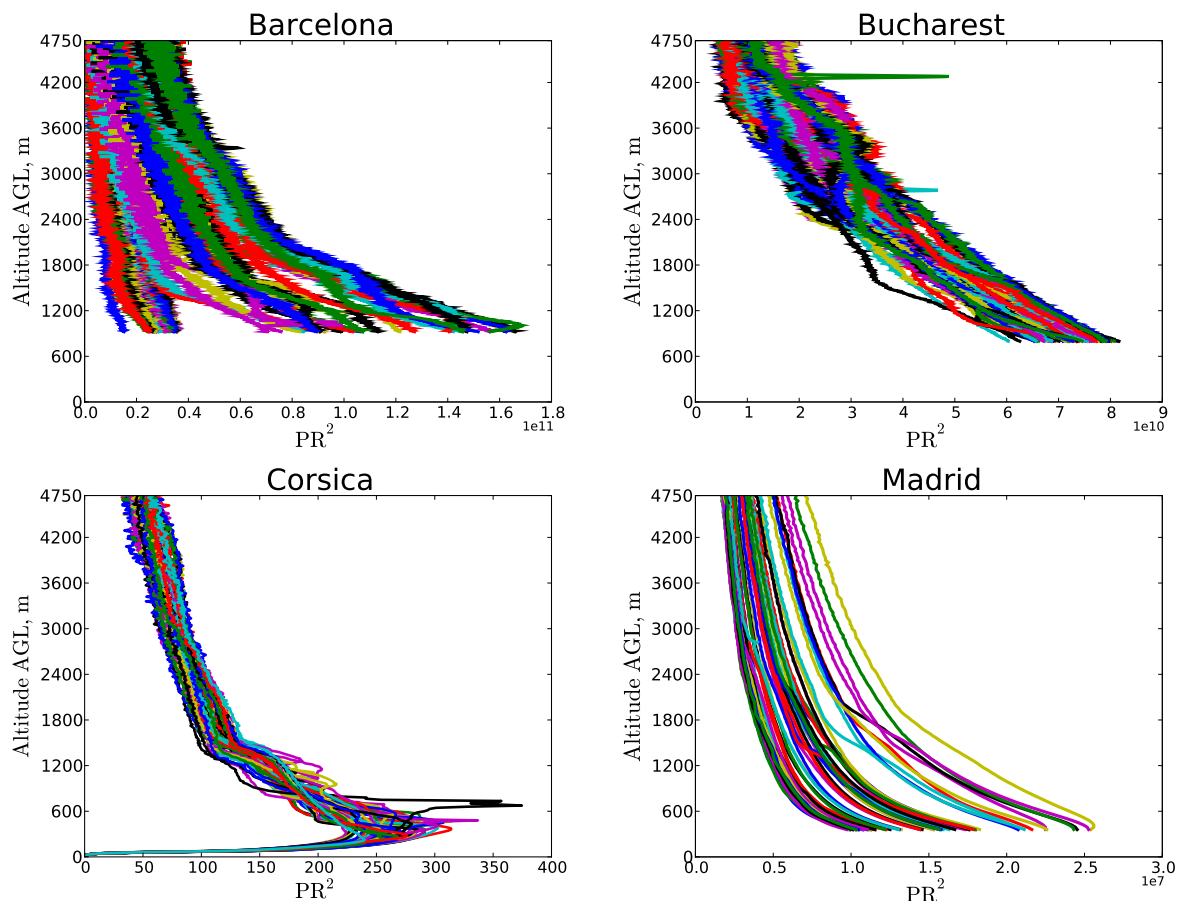 Barcelona
4750
4200
3600
3000
2400
1800
1200
600
0
Altitude AGL, m
0.0 0.2 0.4 0.6 0.8 1.0 1.2 1.4 1.6 1.8
1e11
PR²
Bucharest
4750
4200
3600
3000
2400
1800
1200
600
0
Altitude AGL, m
0 1 2 3 4 5 6 7 8 9
1e10
PR²
Corsica
4750
4200
3600
3000
2400
1800
1200
600
0
Altitude AGL, m
0 50 100 150 200 250 300 350 400
PR²
Madrid
4750
4200
3600
3000
2400
1800
1200
600
0
Altitude AGL, m
0.0 0.5 1.0 1.5 2.0 2.5 3.0
1e7
PR²